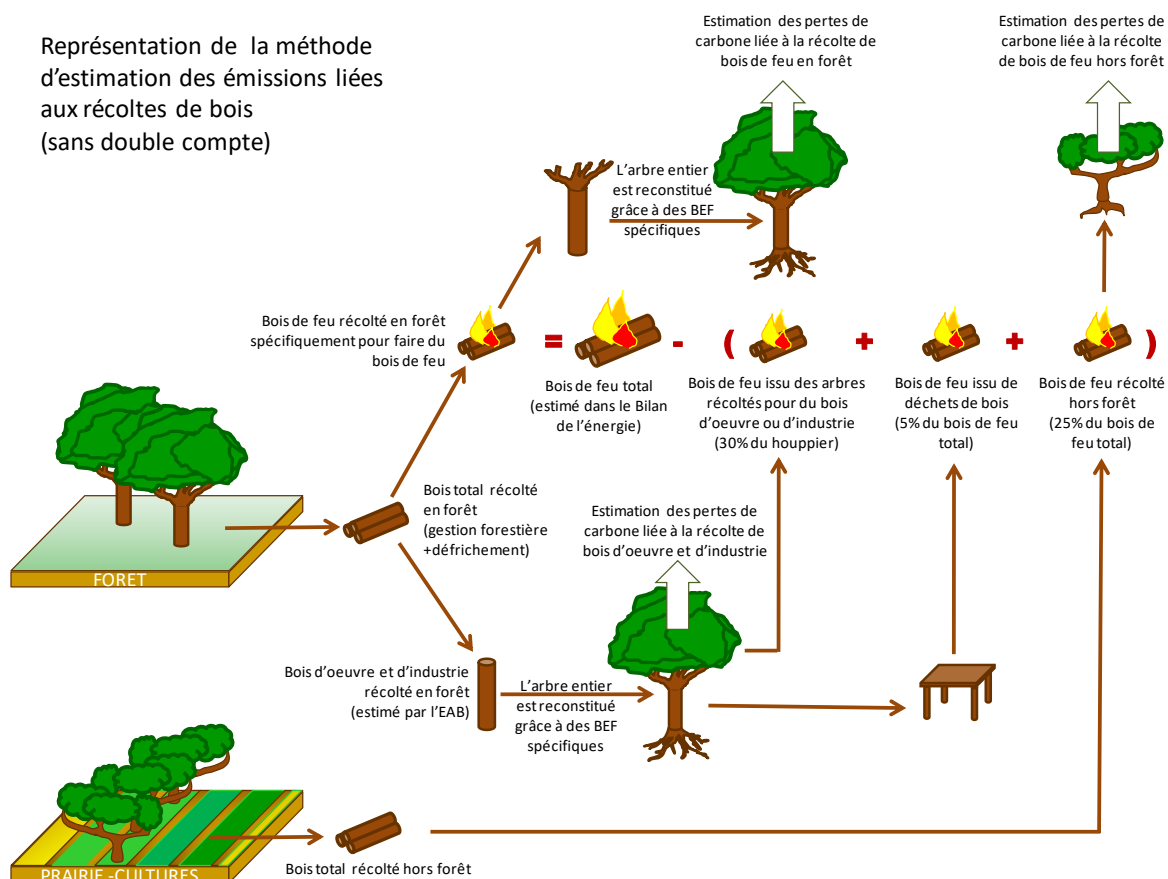 Représentation de la méthode
d'estimation des émissions liées
aux récoltes de bois
(sans double compte)
Estimation des pertes de
carbone liée à la récolte de
bois de feu en forêt
Estimation des pertes de
carbone liée à la récolte
de bois de feu hors forêt
L'arbre entier
est reconstitué
grâce à des BEF
spécifiques
Bois de feu récolté en forêt
spécifiquement pour faire du
bois de feu
=
-
(
+
+
)
Bois de feu total
(estimé dans le Bilan
de l'énergie)
Bois de feu issu des arbres
récoltés pour du bois
d'oeuvre ou d'industrie
(30% du houppier)
Bois de feu issu de
déchets de bois
(5% du bois de feu
total)
Bois de feu récolté
hors forêt
(25% du bois de
feu total)
Bois total récolté
en forêt
(gestion forestière
+défrichement)
Estimation des pertes de
carbone liée à la récolte de
bois d'oeuvre et d'industrie
FORET
Bois d'oeuvre et d'industrie
récolté en forêt
(estimé par l'EAB)
L'arbre entier
est reconstitué
grâce à des BEF
spécifiques
Bois total récolté hors forêt
PRAIRIE -CULTURES